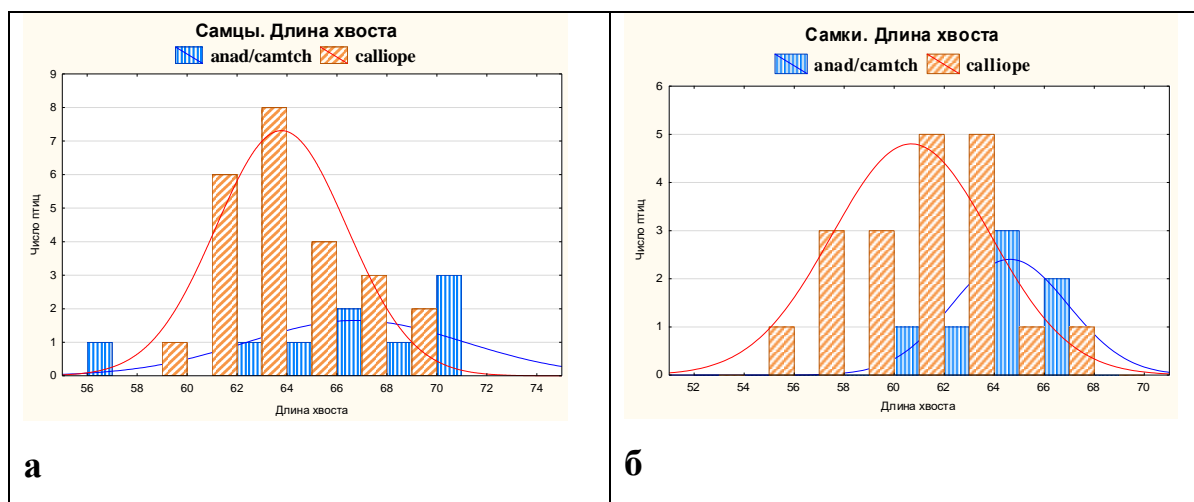 Самцы. Длина хвоста
anad/camtch calliope
9
8
7
6
5
4
3
2
1
0
Число птиц
56 58 60 62 64 66 68 70 72 74
Длина хвоста
а
Самки. Длина хвоста
anad/camtch calliope
6
5
4
3
2
1
0
Число птиц
52 54 56 58 60 62 64 66 68 70
Длина хвоста
б